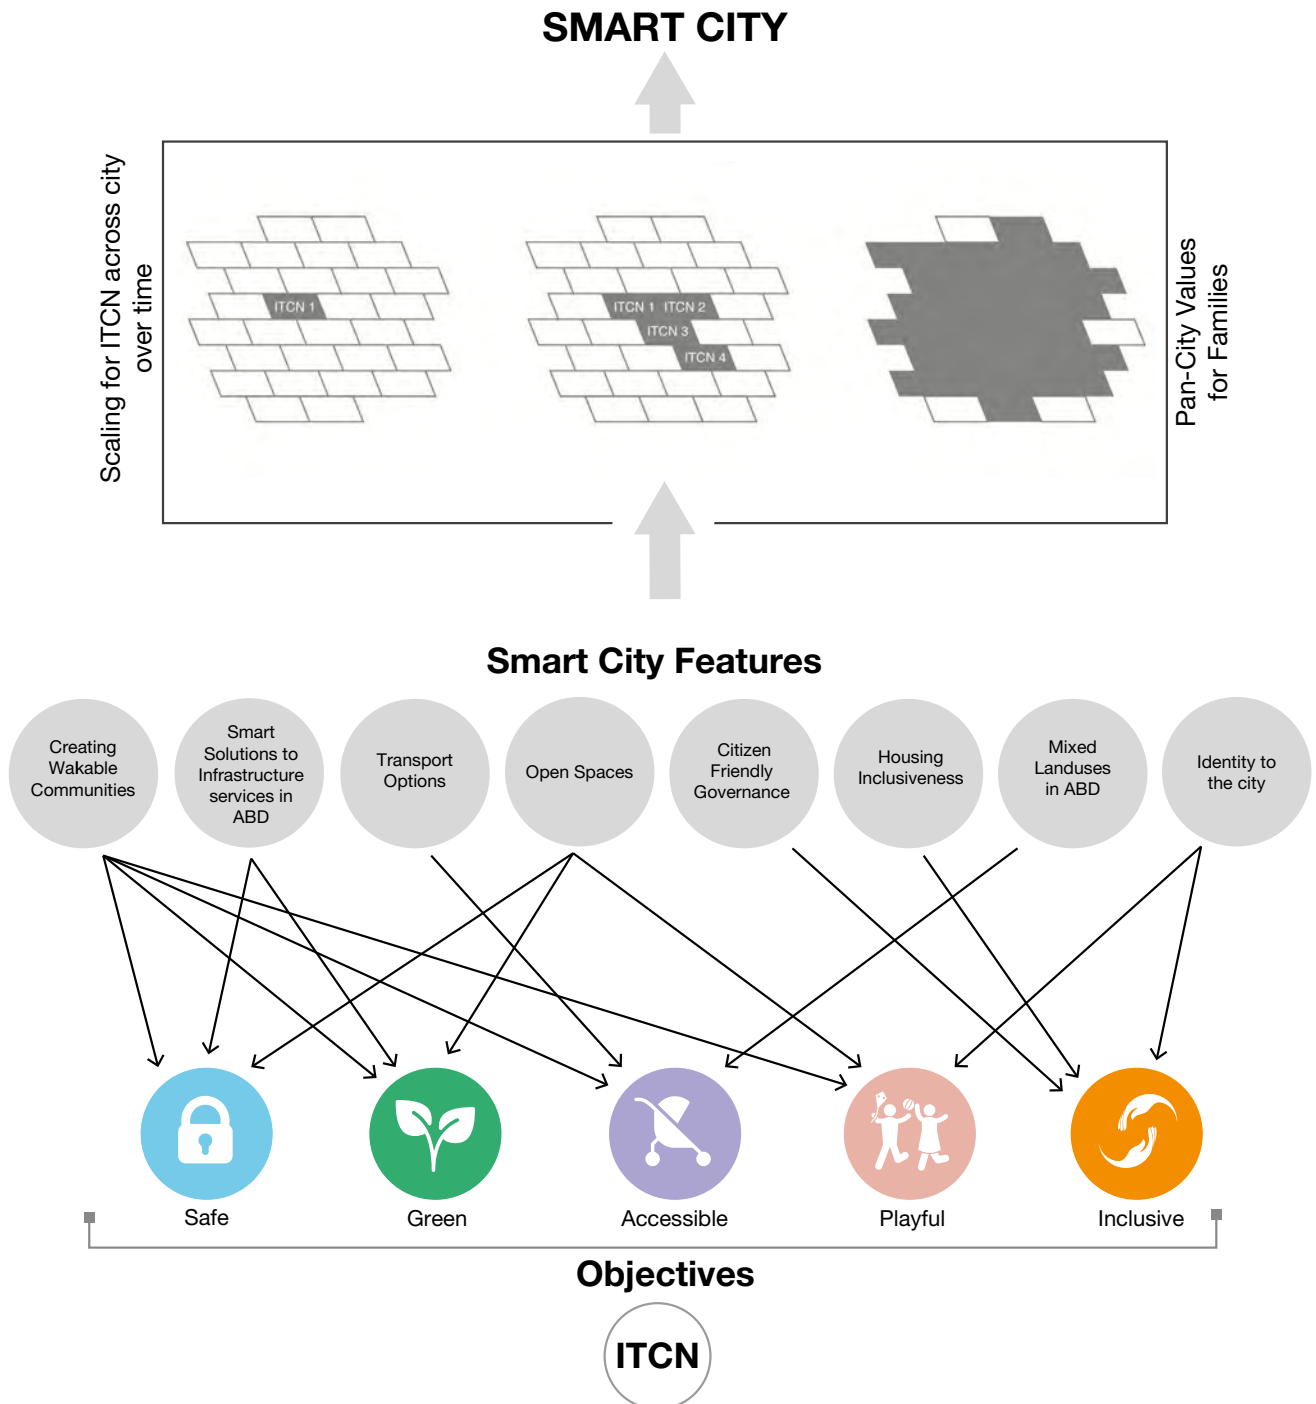 SMART CITY
Scaling for ITCN across city
over time
ITCN 1
ITCN 1 ITCN 2
ITCN 3
ITCN 4
Pan-City Values
for Families
Smart City Features
Creating
Wakable
Communities
Smart
Solutions to
Infrastructure
services in
ABD
Transport
Options
Open Spaces
Citizen
Friendly
Governance
Housing
Inclusiveness
Mixed
Landuses
in ABD
Identity to
the city
Safe
Green
Accessible
Playful
Inclusive
Objectives
ITCN